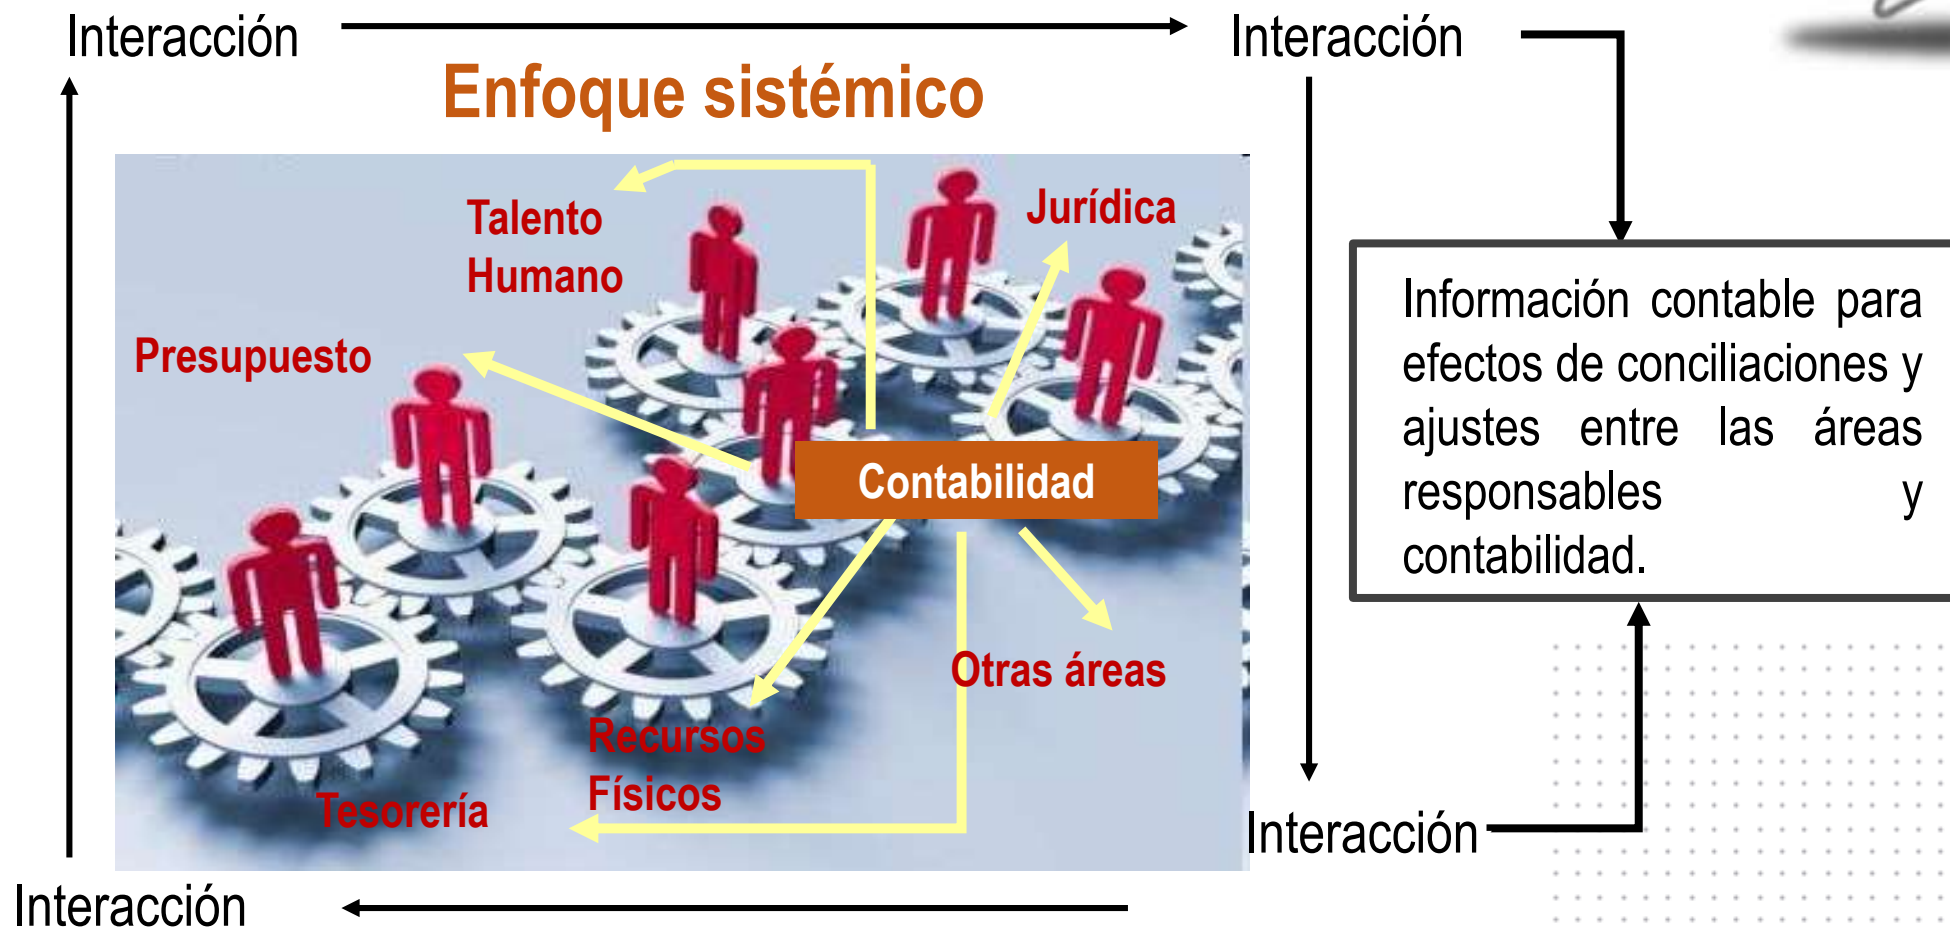 Interacción
Interacción
Enfoque sistémico
Talento
Humano
Jurídica
Presupuesto
Contabilidad
Información contable para
efectos de conciliaciones y
ajustes entre las áreas
responsables y
contabilidad.
Otras áreas
Recursos
Físicos
Tesorería
Interacción
Interacción